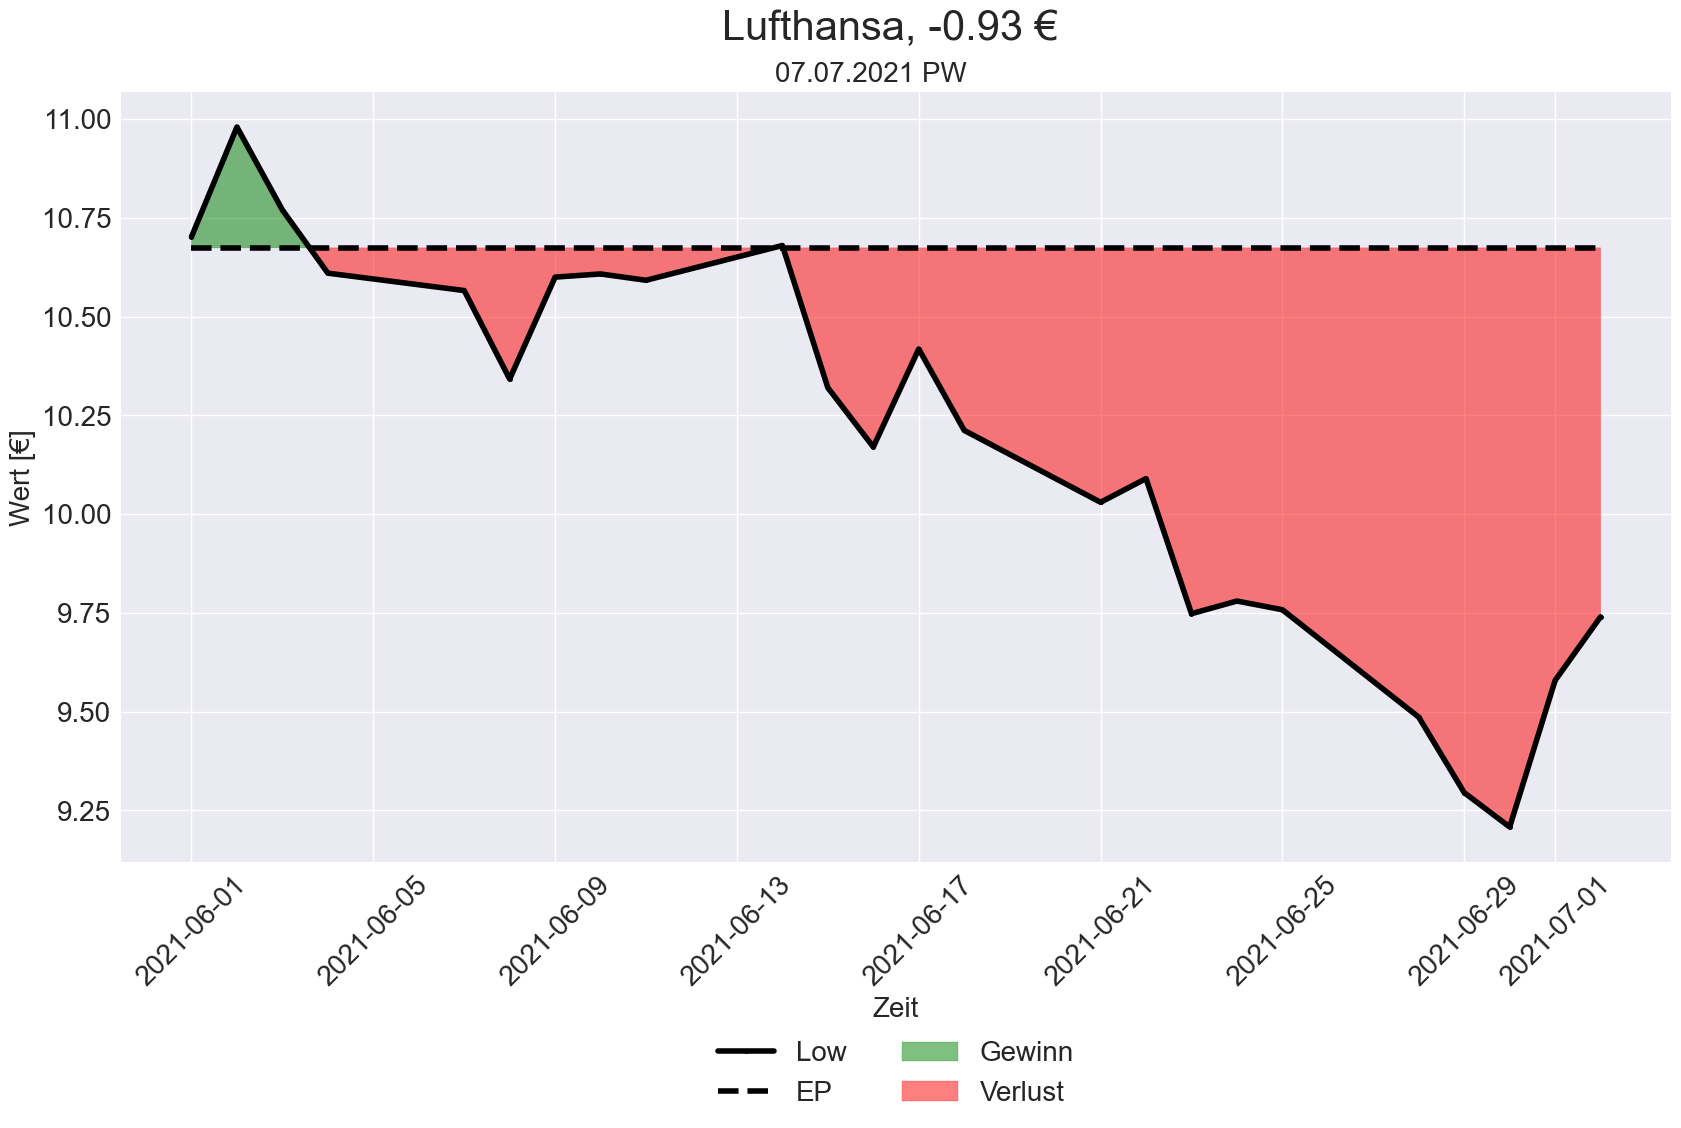 Lufthansa, -0.93 €
07.07.2021 PW
11.00
10.75
10.50
10.25
10.00
9.75
9.50
9.25
Wert [€]
2021-06-01
2021-06-05
2021-06-09
2021-06-13
2021-06-17
2021-06-21
2021-06-25
2021-06-29
2021-07-01
Zeit
Low
EP
Gewinn
Verlust